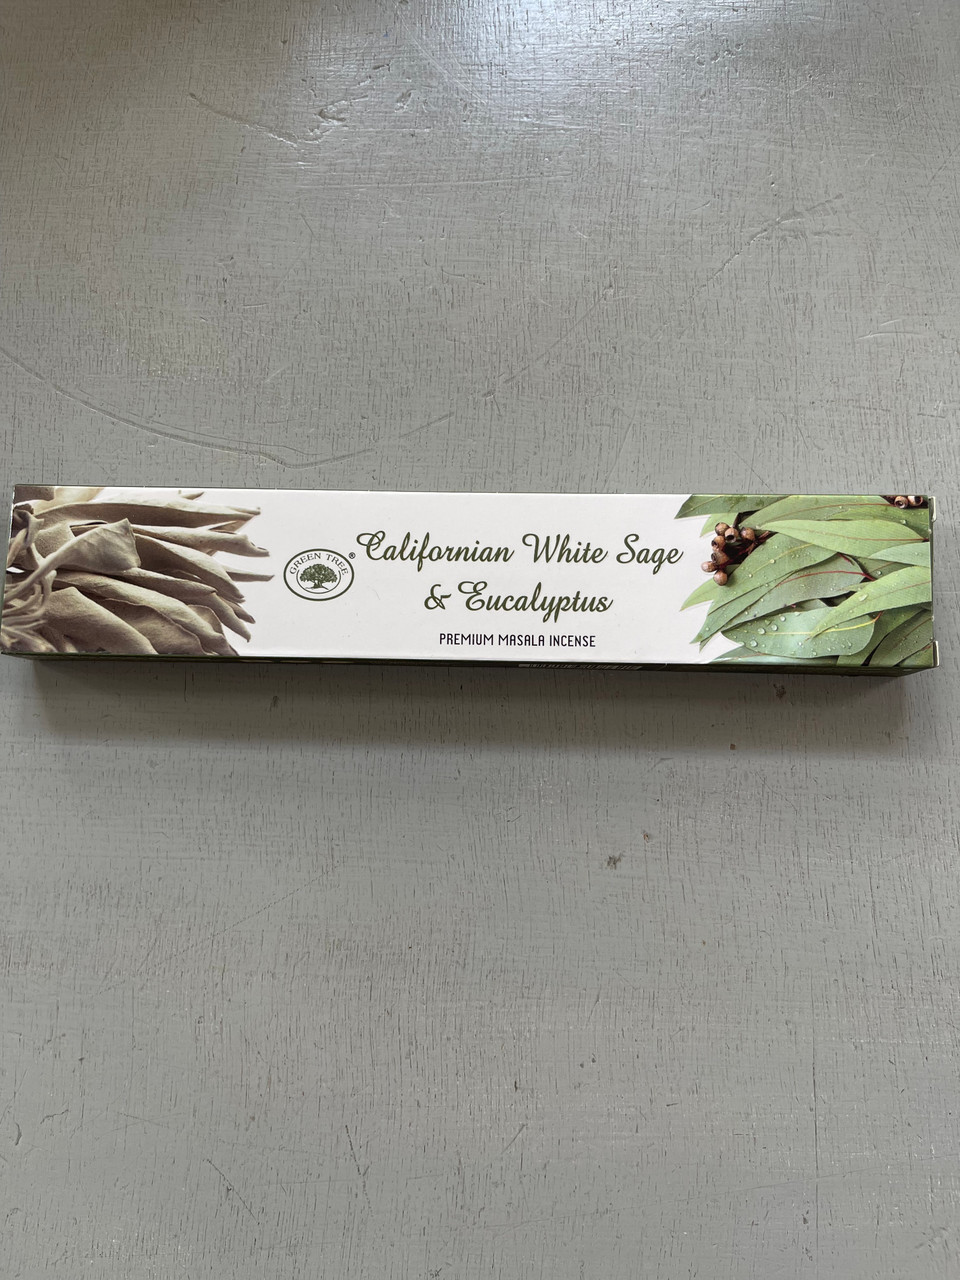 GREEN TREE®
Californian White Sage
& Eucalyptus
PREMIUM MASALA INCENSE